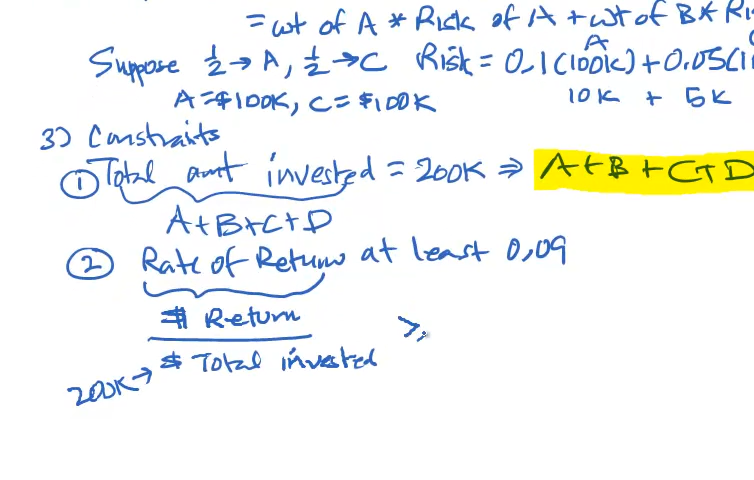 = wt of A * Risk of A + wt of B * Ri
Suppose ½ → A, ½ → C Risk = 0.1(100K) + 0.05(1
A
A = $100K, C = $100K 10K + 5K
3) Constraits
① Total amt invested = 200K ⇒ A + B + C + D
A + B + C + D
② Rate of Return at least 0.09
$ Return
≥
$ Total invested
200K →